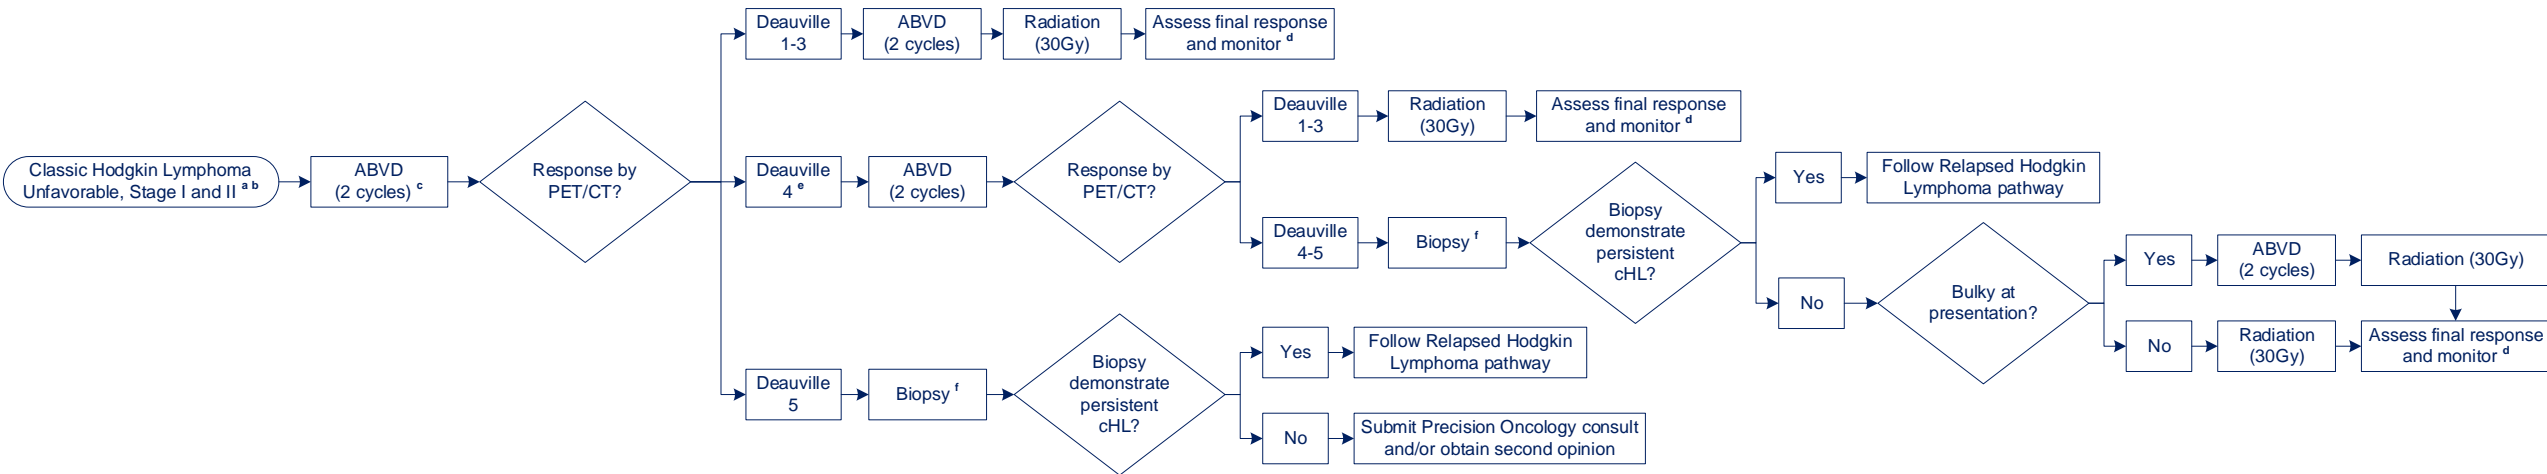 Classic Hodgkin Lymphoma
Unfavorable, Stage I and II a b
ABVD
(2 cycles) c
Response by
PET/CT?
Deauville
1-3
ABVD
(2 cycles)
Radiation
(30Gy)
Assess final response
and monitor d
Deauville
4 e
ABVD
(2 cycles)
Response by
PET/CT?
Deauville
1-3
Radiation
(30Gy)
Assess final response
and monitor d
Deauville
4-5
Biopsy f
Biopsy
demonstrate
persistent
cHL?
Yes
Follow Relapsed Hodgkin
Lymphoma pathway
No
Bulky at
presentation?
Yes
ABVD
(2 cycles)
Radiation (30Gy)
No
Radiation
(30Gy)
Assess final response
and monitor d
Deauville
5
Biopsy f
Biopsy
demonstrate
persistent
cHL?
Yes
Follow Relapsed Hodgkin
Lymphoma pathway
No
Submit Precision Oncology consult
and/or obtain second opinion